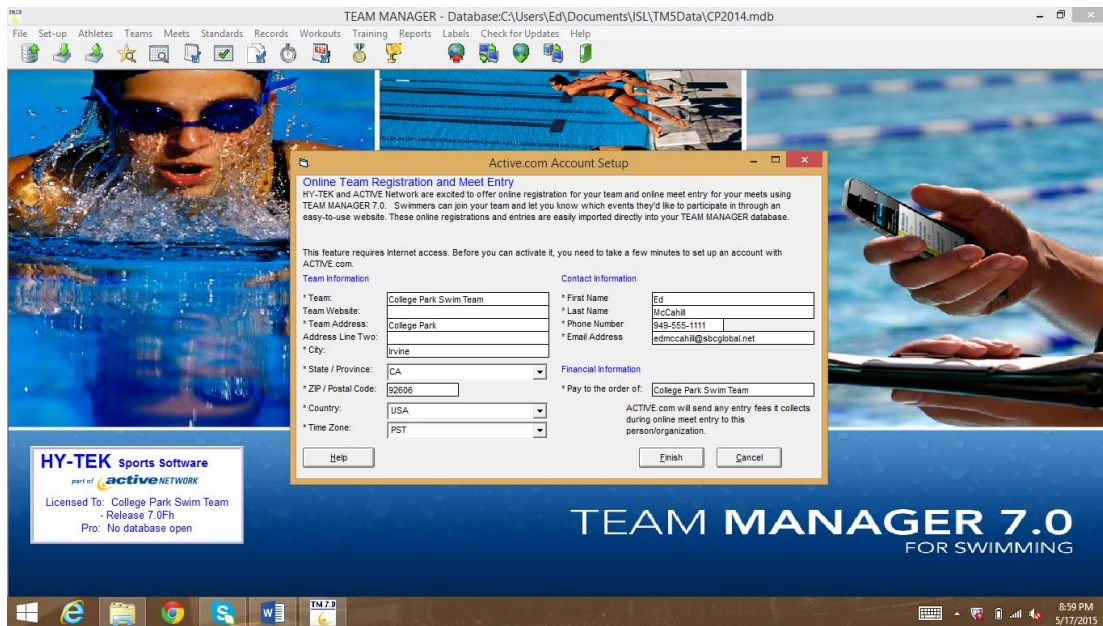 TM 7.0
TEAM MANAGER - Database:C:\Users\Ed\Documents\ISL\TM5Data\CP2014.mdb
File Set-up Athletes Teams Meets Standards Records Workouts Training Reports Labels Check for Updates Help
Active.com Account Setup
Online Team Registration and Meet Entry
HY-TEK and ACTIVE Network are excited to offer online registration for your team and online meet entry for your meets using
TEAM MANAGER 7.0. Swimmers can join your team and let you know which events they'd like to participate in through an
easy-to-use website. These online registrations and entries are easily imported directly into your TEAM MANAGER database.
This feature requires Internet access. Before you can activate it, you need to take a few minutes to set up an account with
ACTIVE.com.
Team Information
* Team: College Park Swim Team
Team Website:
* Team Address: College Park
Address Line Two:
* City: Irvine
* State / Province: CA
* ZIP / Postal Code: 92606
* Country: USA
* Time Zone: PST
Contact Information
* First Name Ed
* Last Name McCahill
* Phone Number 949-555-1111
* Email Address edmccahill@sbcglobal.net
Financial Information
* Pay to the order of: College Park Swim Team
ACTIVE.com will send any entry fees it collects
during online meet entry to this
person/organization.
Help Finish Cancel
HY-TEK Sports Software
part of active NETWORK
Licensed To: College Park Swim Team
- Release 7.0Fh
Pro: No database open
TEAM MANAGER 7.0
FOR SWIMMING
TM 7.0
8:59 PM
5/17/2015